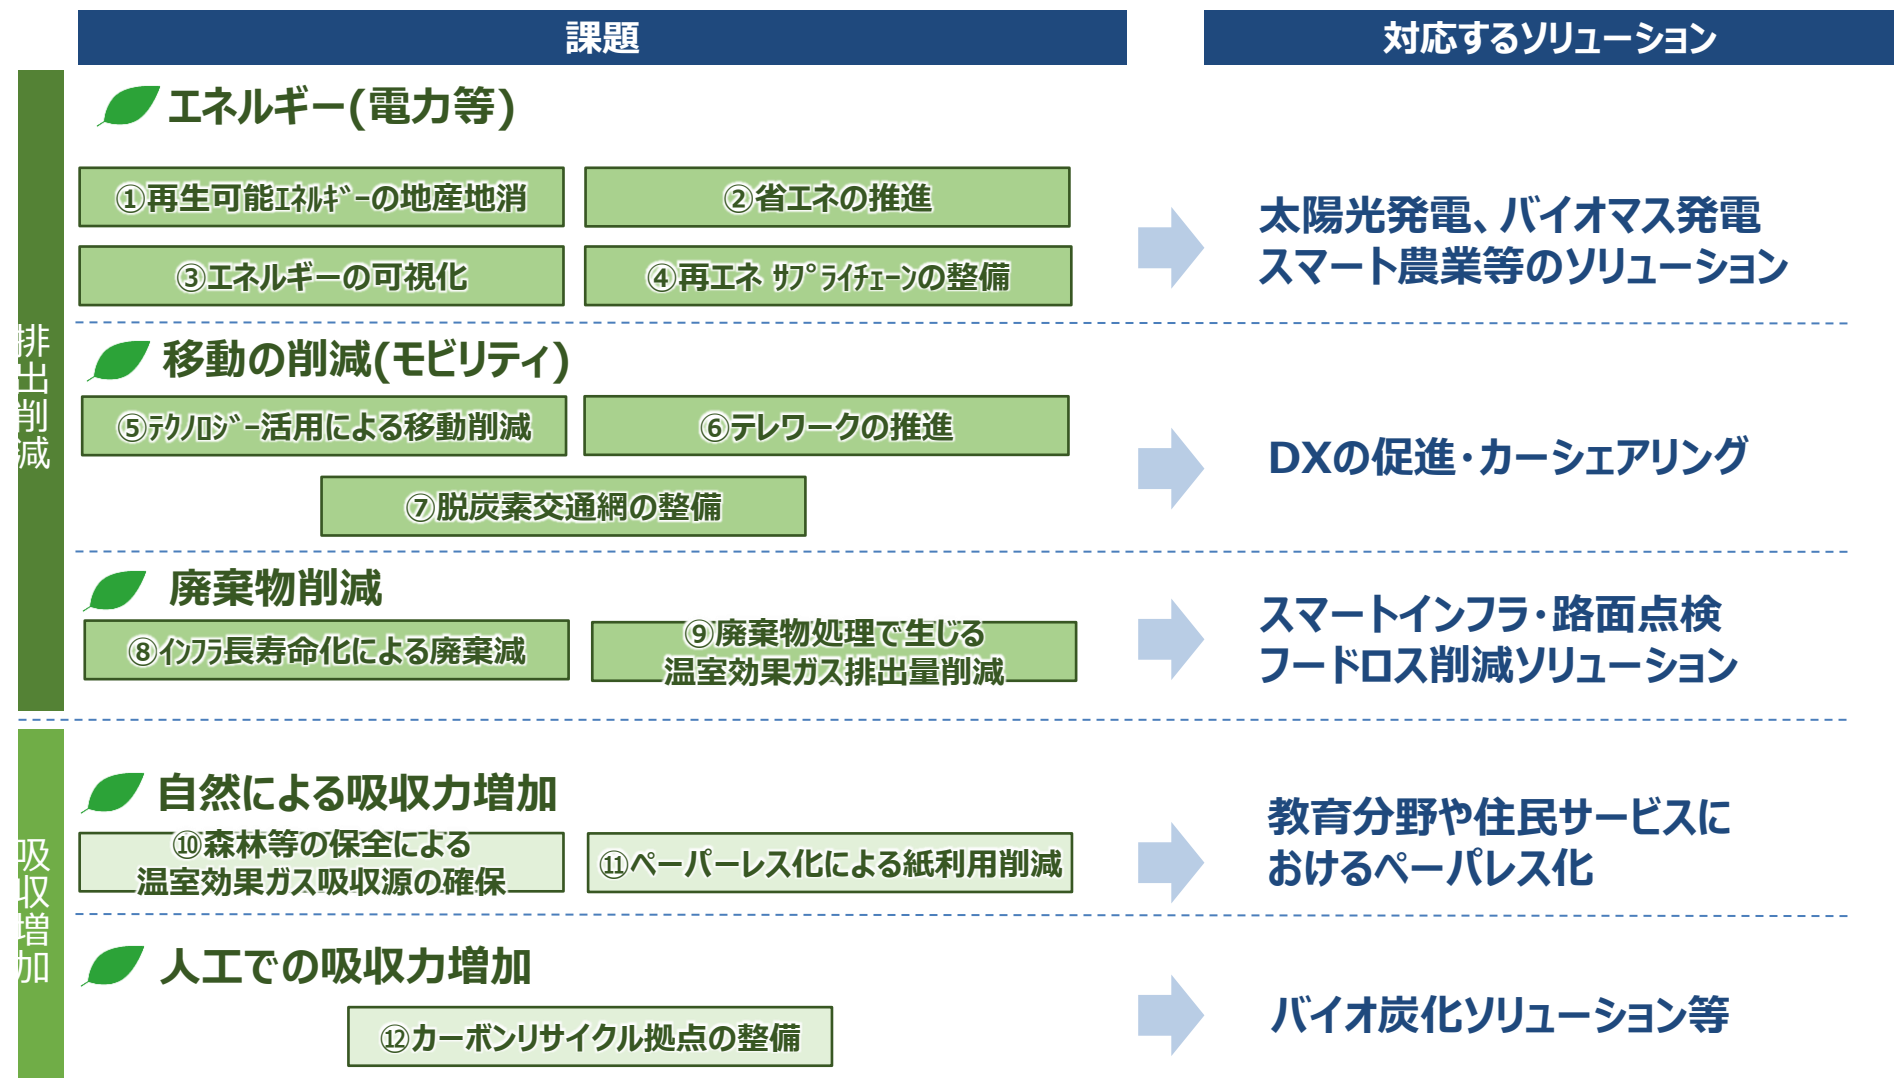 課題
対応するソリューション
排出削減
エネルギー(電力等)
①再生可能ｴﾈﾙｷﾞｰの地産地消
②省エネの推進
③エネルギーの可視化
④再エネ ｻﾌﾟﾗｲﾁｪｰﾝの整備
太陽光発電、バイオマス発電
スマート農業等のソリューション
移動の削減(モビリティ)
⑤ﾃｸﾉﾛｼﾞｰ活用による移動削減
⑥テレワークの推進
⑦脱炭素交通網の整備
DXの促進・カーシェアリング
廃棄物削減
⑧ｲﾝﾌﾗ長寿命化による廃棄減
⑨廃棄物処理で生じる
温室効果ガス排出量削減
スマートインフラ・路面点検
フードロス削減ソリューション
吸収増加
自然による吸収力増加
⑩森林等の保全による
温室効果ガス吸収源の確保
⑪ペーパーレス化による紙利用削減
教育分野や住民サービスに
おけるペーパレス化
人工での吸収力増加
⑫カーボンリサイクル拠点の整備
バイオ炭化ソリューション等